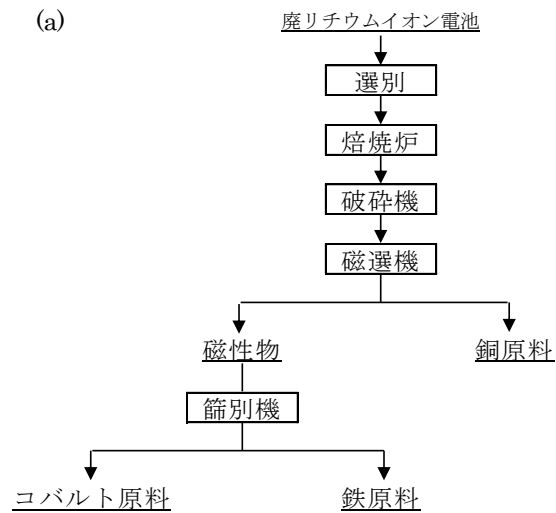 (a)
廃リチウムイオン電池
選別
焙焼炉
破砕機
磁選機
磁性物
銅原料
篩別機
コバルト原料
鉄原料